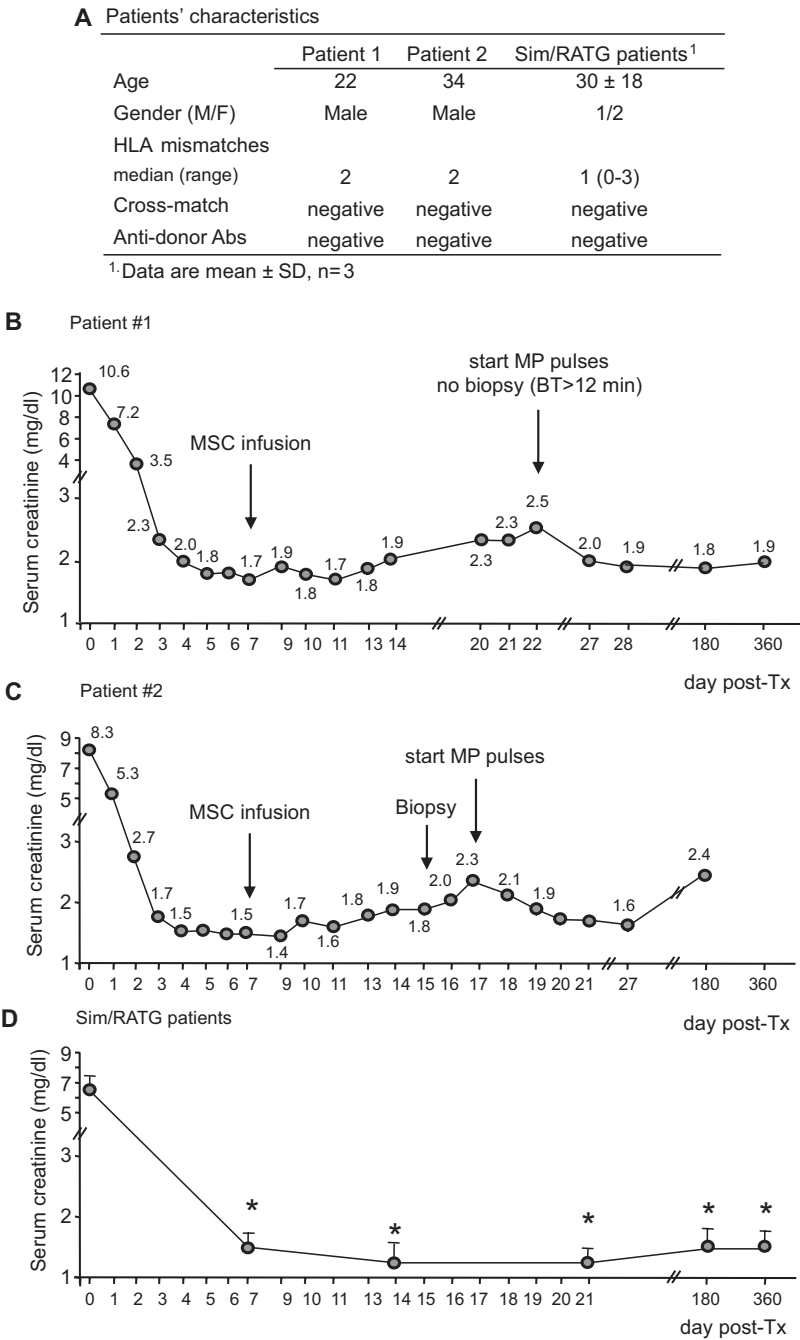 A Patients' characteristics
Patient 1 Patient 2 Sim/RATG patients1
Age 22 34 30 ± 18
Gender (M/F) Male Male 1/2
HLA mismatches
median (range) 2 2 1 (0-3)
Cross-match negative negative negative
Anti-donor Abs negative negative negative
1. Data are mean ± SD, n=3
B Patient #1
Serum creatinine (mg/dl)
12
10
8
6
4
3
2
1
10.6
7.2
3.5
2.3
2.0
1.8
1.7
1.9
1.8
1.7
1.8
1.9
2.3
2.3
2.5
2.0
1.9
1.8
1.9
MSC infusion
start MP pulses
no biopsy (BT>12 min)
0 1 2 3 4 5 6 7 9 10 11 13 14 20 21 22 27 28 180 360
day post-Tx
C Patient #2
Serum creatinine (mg/dl)
9
7
5
3
2
1
8.3
5.3
2.7
1.7
1.5
1.5
1.4
1.7
1.6
1.8
1.9
1.8
2.0
2.3
2.1
1.9
1.6
2.4
MSC infusion
Biopsy
start MP pulses
0 1 2 3 4 5 6 7 9 10 11 13 14 15 16 17 18 19 20 21 27 180 360
day post-Tx
D Sim/RATG patients
Serum creatinine (mg/dl)
9
7
5
3
2
1
* * * * *
0 1 2 3 4 5 6 7 9 10 11 13 14 15 16 17 18 19 20 21 180 360
day post-Tx